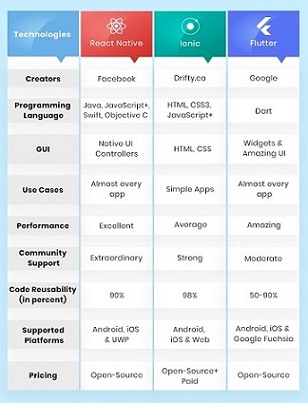 Technologies
React Native
Ionic
Flutter
Creators
Facebook
Drifty.co
Google
Programming
Language
Java, JavaScript+,
Swift, Objective C
HTML, CSS3,
JavaScript+
Dart
GUI
Native UI
Controllers
HTML, CSS
Widgets &
Amazing UI
Use Cases
Almost every
app
Simple Apps
Almost every
app
Performance
Excellent
Average
Amazing
Community
Support
Extraordinary
Strong
Moderate
Code Reusability
(in percent)
90%
98%
50-90%
Supported
Platforms
Android, iOS
& UWP
Android,
iOS & Web
Android, iOS &
Google Fuchsia
Pricing
Open-Source
Open-Source+
Paid
Open-Source